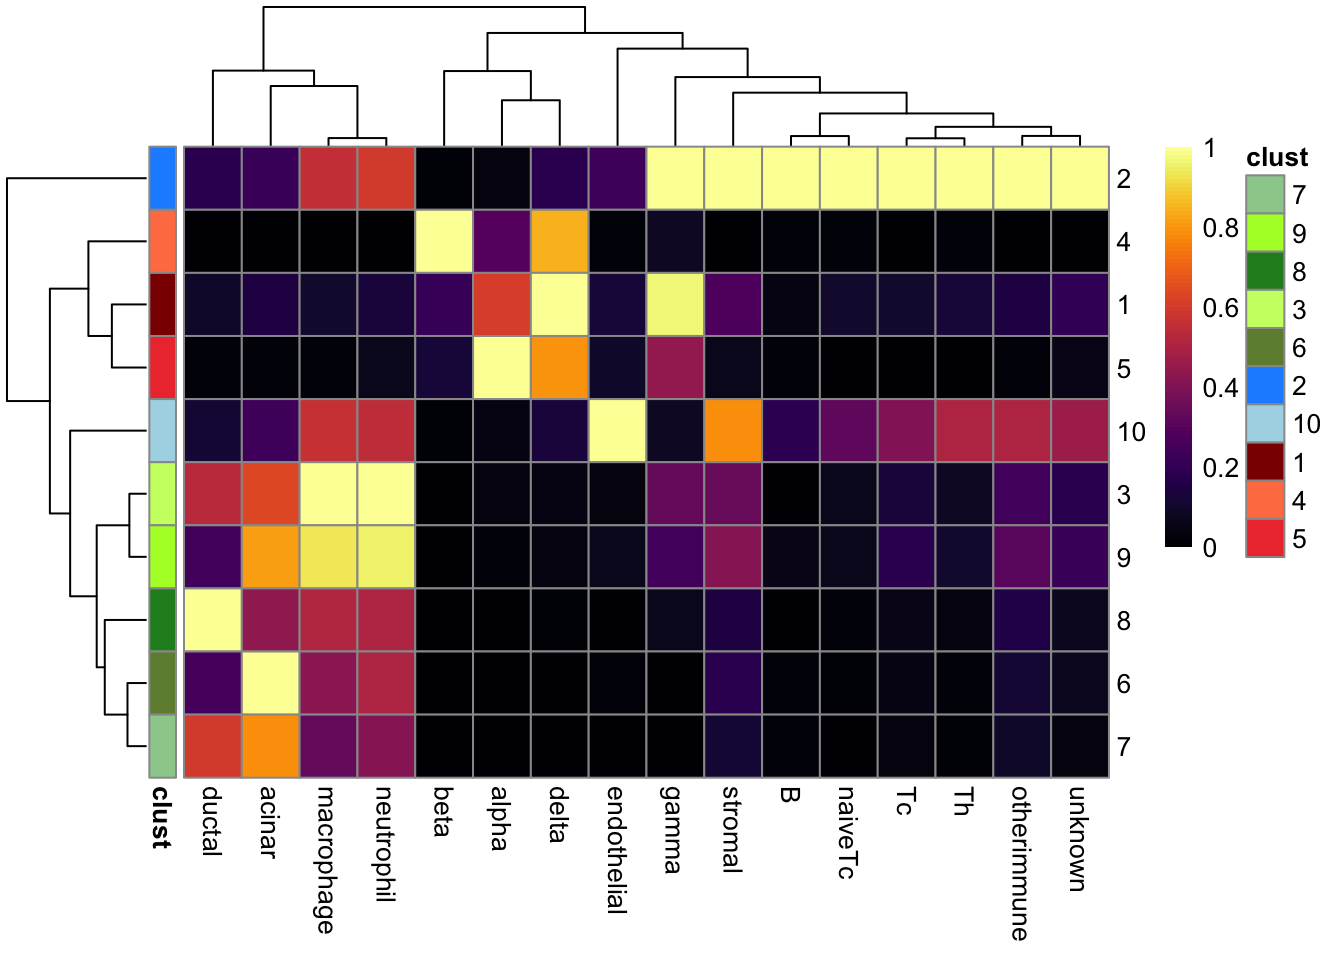 2
4
1
5
10
3
9
8
6
7
clust
ductal
acinar
macrophage
neutrophil
beta
alpha
delta
endothelial
gamma
stromal
B
naiveTc
Tc
Th
otherimmune
unknown
1
0.8
0.6
0.4
0.2
0
clust
7
9
8
3
6
2
10
1
4
5